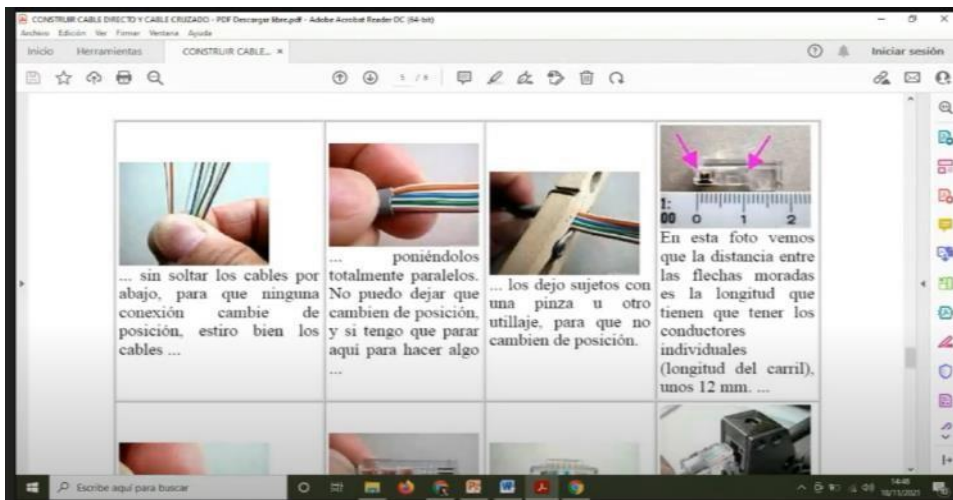 CONSTRUIR CABLE DIRECTO Y CABLE CRUZADO - PDF Descargar libre.pdf - Adobe Acrobat Reader DC (64-bit)
Archivo Edición Ver Firmar Ventana Ayuda
Inicio Herramientas CONSTRUIR CABLE... × Iniciar sesión
5 / 8
... sin soltar los cables por
abajo, para que ninguna
conexión cambie de
posición, estiro bien los
cables ...
... poniéndolos
totalmente paralelos.
No puedo dejar que
cambien de posición,
y si tengo que parar
aquí para hacer algo
...
... los dejo sujetos con
una pinza u otro
utillaje, para que no
cambien de posición.
1:
00 0 1 2
En esta foto vemos
que la distancia entre
las flechas moradas
es la longitud que
tienen que tener los
conductores
individuales
(longitud del carril),
unos 12 mm. ...
Escribe aquí para buscar
14:48
18/11/2021